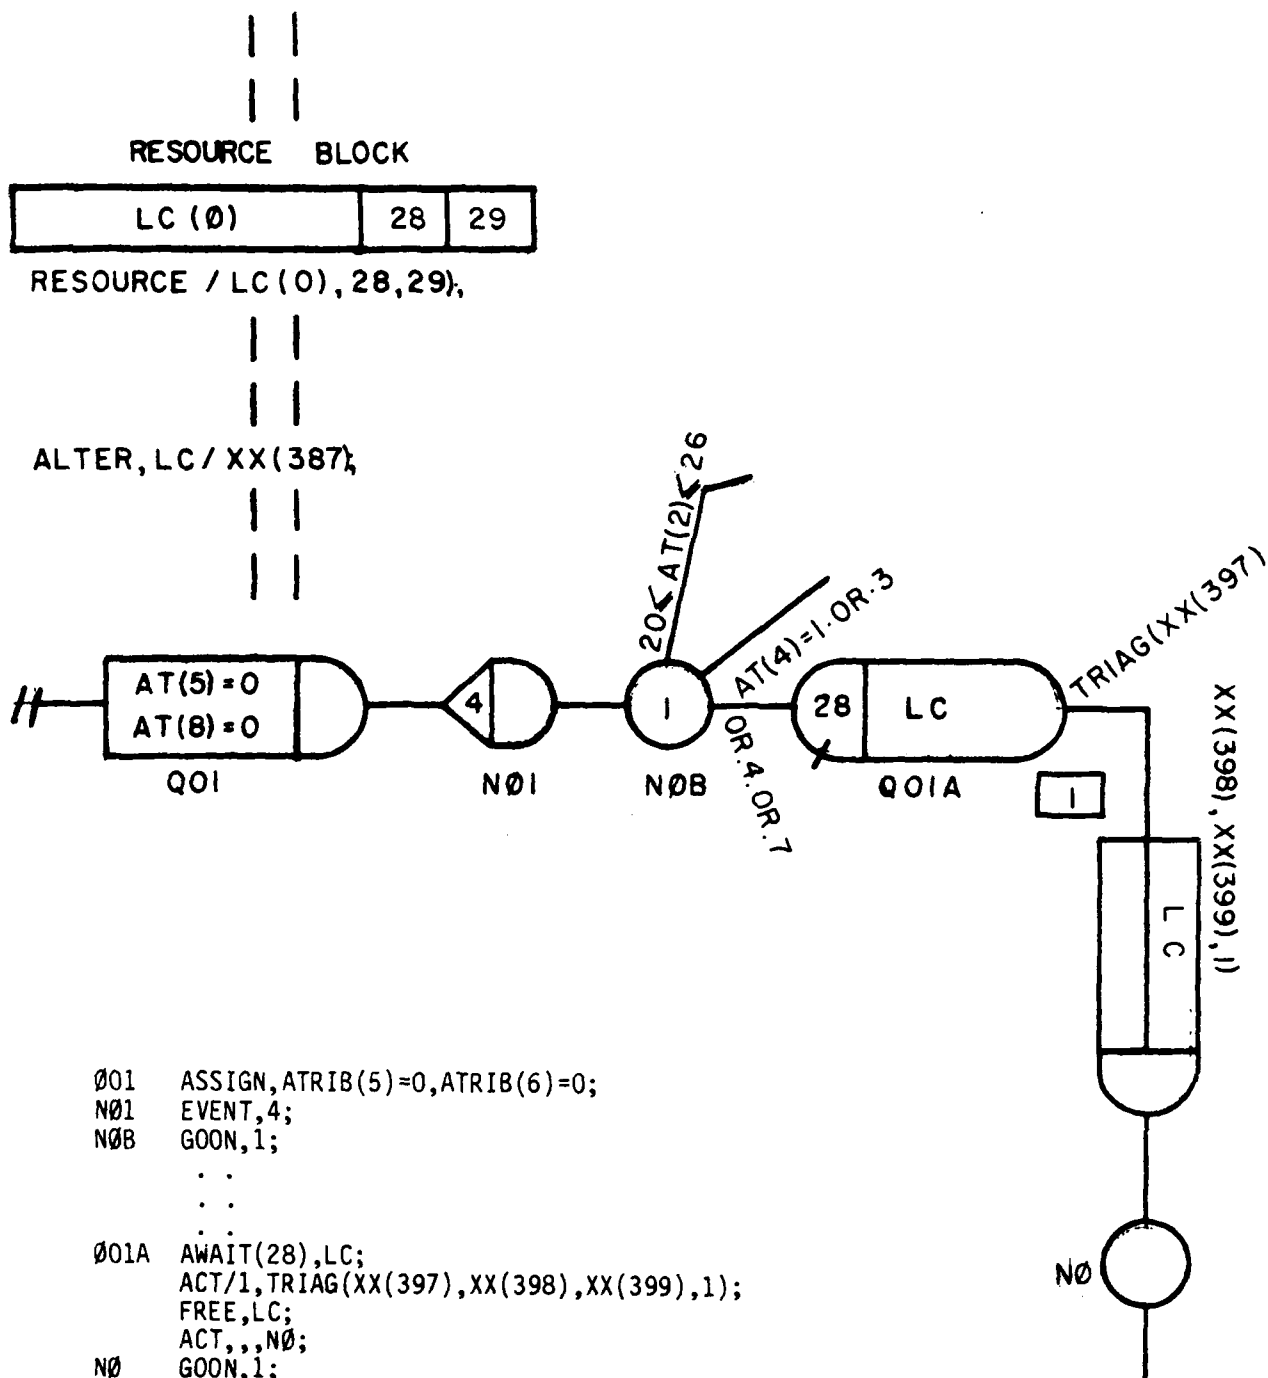 RESOURCE BLOCK
LC (Ø) 28 29
RESOURCE / LC(O),28,29);
ALTER, LC / XX(387);
20≤AT(2)≤26
AT(4)=1.OR.3
OR.4.OR.7
TRIAG(XX(397)
XX(398), XX(399),1)
AT(5)=0
AT(8)=0
QO1
4
NØ1
1
NØB
28 LC
QO1A
1
LC
NØ
ØO1 ASSIGN,ATRIB(5)=0,ATRIB(6)=0;
NØ1 EVENT,4;
NØB GOON,1;
. .
. .
. .
ØO1A AWAIT(28),LC;
ACT/1,TRIAG(XX(397),XX(398),XX(399),1);
FREE,LC;
ACT,,,NØ;
NØ GOON,1;